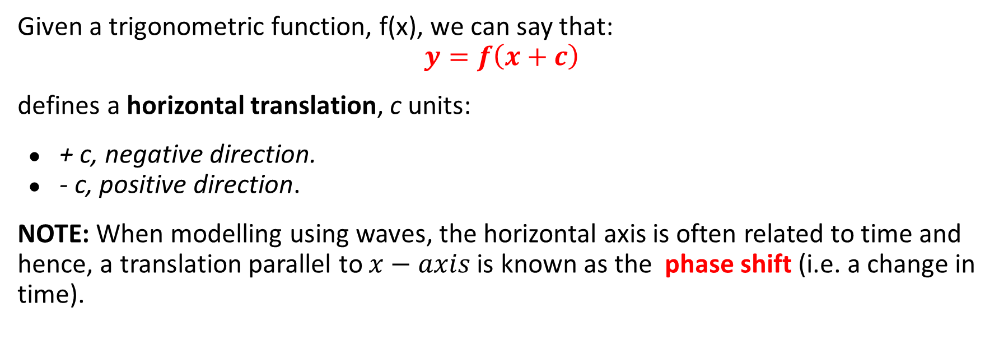 Given a trigonometric function, f(x), we can say that:
y = f(x + c)
defines a horizontal translation, c units:
• + c, negative direction.
• - c, positive direction.
NOTE: When modelling using waves, the horizontal axis is often related to time and
hence, a translation parallel to x − axis is known as the phase shift (i.e. a change in
time).